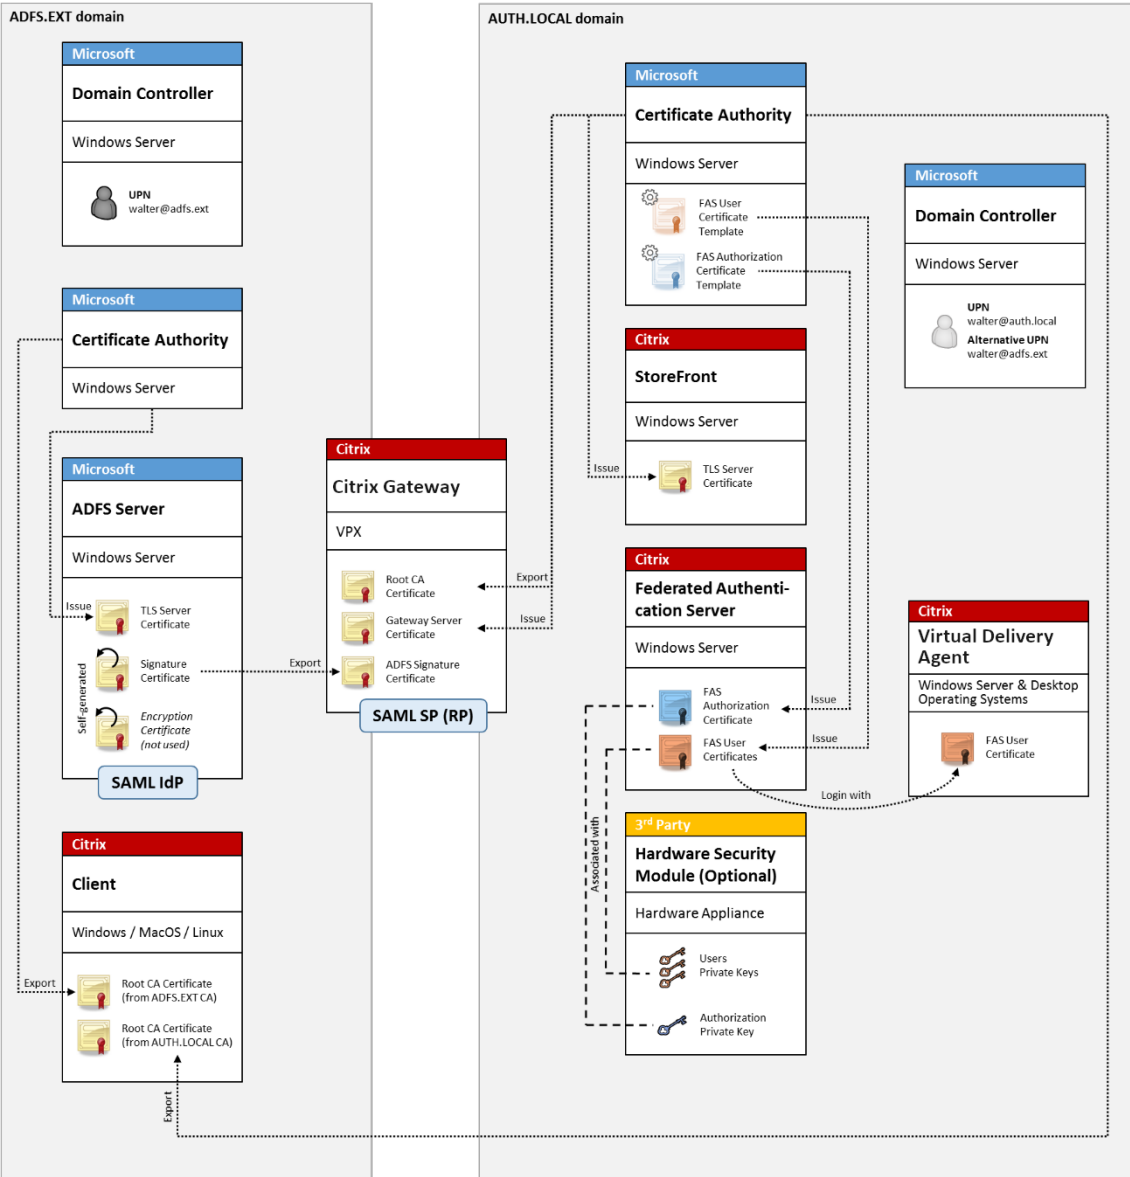 ADFS.EXT domain
Microsoft
Domain Controller
Windows Server
UPN
walter@adfs.ext
Microsoft
Certificate Authority
Windows Server
Microsoft
ADFS Server
Windows Server
Issue
TLS Server
Certificate
Self-generated
Signature
Certificate
Encryption
Certificate
(not used)
SAML IdP
Citrix
Client
Windows / MacOS / Linux
Export
Root CA Certificate
(from ADFS.EXT CA)
Root CA Certificate
(from AUTH.LOCAL CA)
Export
Citrix
Citrix Gateway
VPX
Root CA
Certificate
Export
Gateway Server
Certificate
Issue
Export
ADFS Signature
Certificate
SAML SP (RP)
AUTH.LOCAL domain
Microsoft
Certificate Authority
Windows Server
FAS User
Certificate
Template
FAS Authorization
Certificate
Template
Citrix
StoreFront
Windows Server
Issue
TLS Server
Certificate
Citrix
Federated Authenti-
cation Server
Windows Server
FAS
Authorization
Certificate
Issue
FAS User
Certificates
Issue
Login with
Associated with
3rd Party
Hardware Security
Module (Optional)
Hardware Appliance
Users
Private Keys
Authorization
Private Key
Microsoft
Domain Controller
Windows Server
UPN
walter@auth.local
Alternative UPN
walter@adfs.ext
Citrix
Virtual Delivery
Agent
Windows Server & Desktop
Operating Systems
FAS User
Certificate